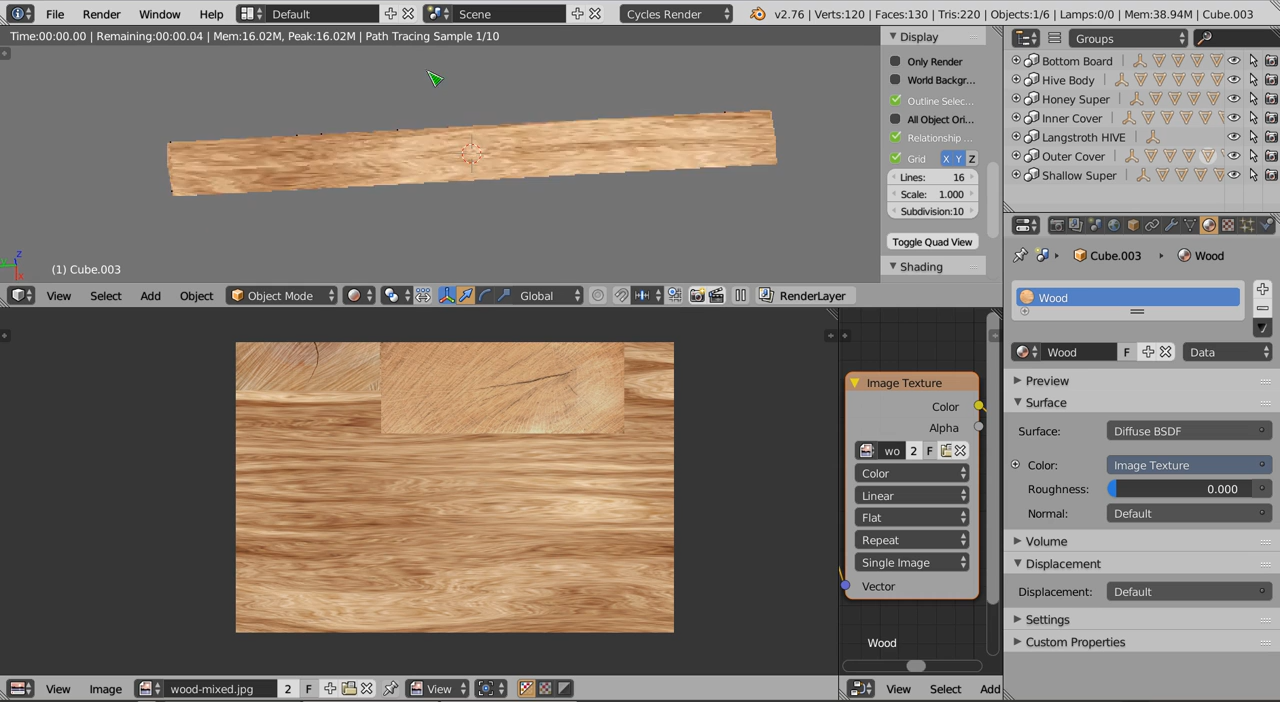 File Render Window Help Default Scene Cycles Render v2.76 | Verts:120 | Faces:130 | Tris:220 | Objects:1/6 | Lamps:0/0 | Mem:38.94M | Cube.003
Time:00:00.00 | Remaining:00:00.04 | Mem:16.02M, Peak:16.02M | Path Tracing Sample 1/10
Display
Only Render
World Backgr...
Outline Selec...
All Object Ori...
Relationship ...
Grid X Y Z
Lines: 16
Scale: 1.000
Subdivision:10
Toggle Quad View
Shading
z
x
(1) Cube.003
View Select Add Object Object Mode Global RenderLayer
Groups
Bottom Board
Hive Body
Honey Super
Inner Cover
Langstroth HIVE
Outer Cover
Shallow Super
Cube.003 Wood
Wood
Wood F Data
Preview
Surface
Surface: Diffuse BSDF
Color: Image Texture
Roughness: 0.000
Normal: Default
Volume
Displacement
Displacement: Default
Settings
Custom Properties
Image Texture
Color
Alpha
wo 2 F
Color
Linear
Flat
Repeat
Single Image
Vector
Wood
View Image wood-mixed.jpg 2 F View
View Select Add